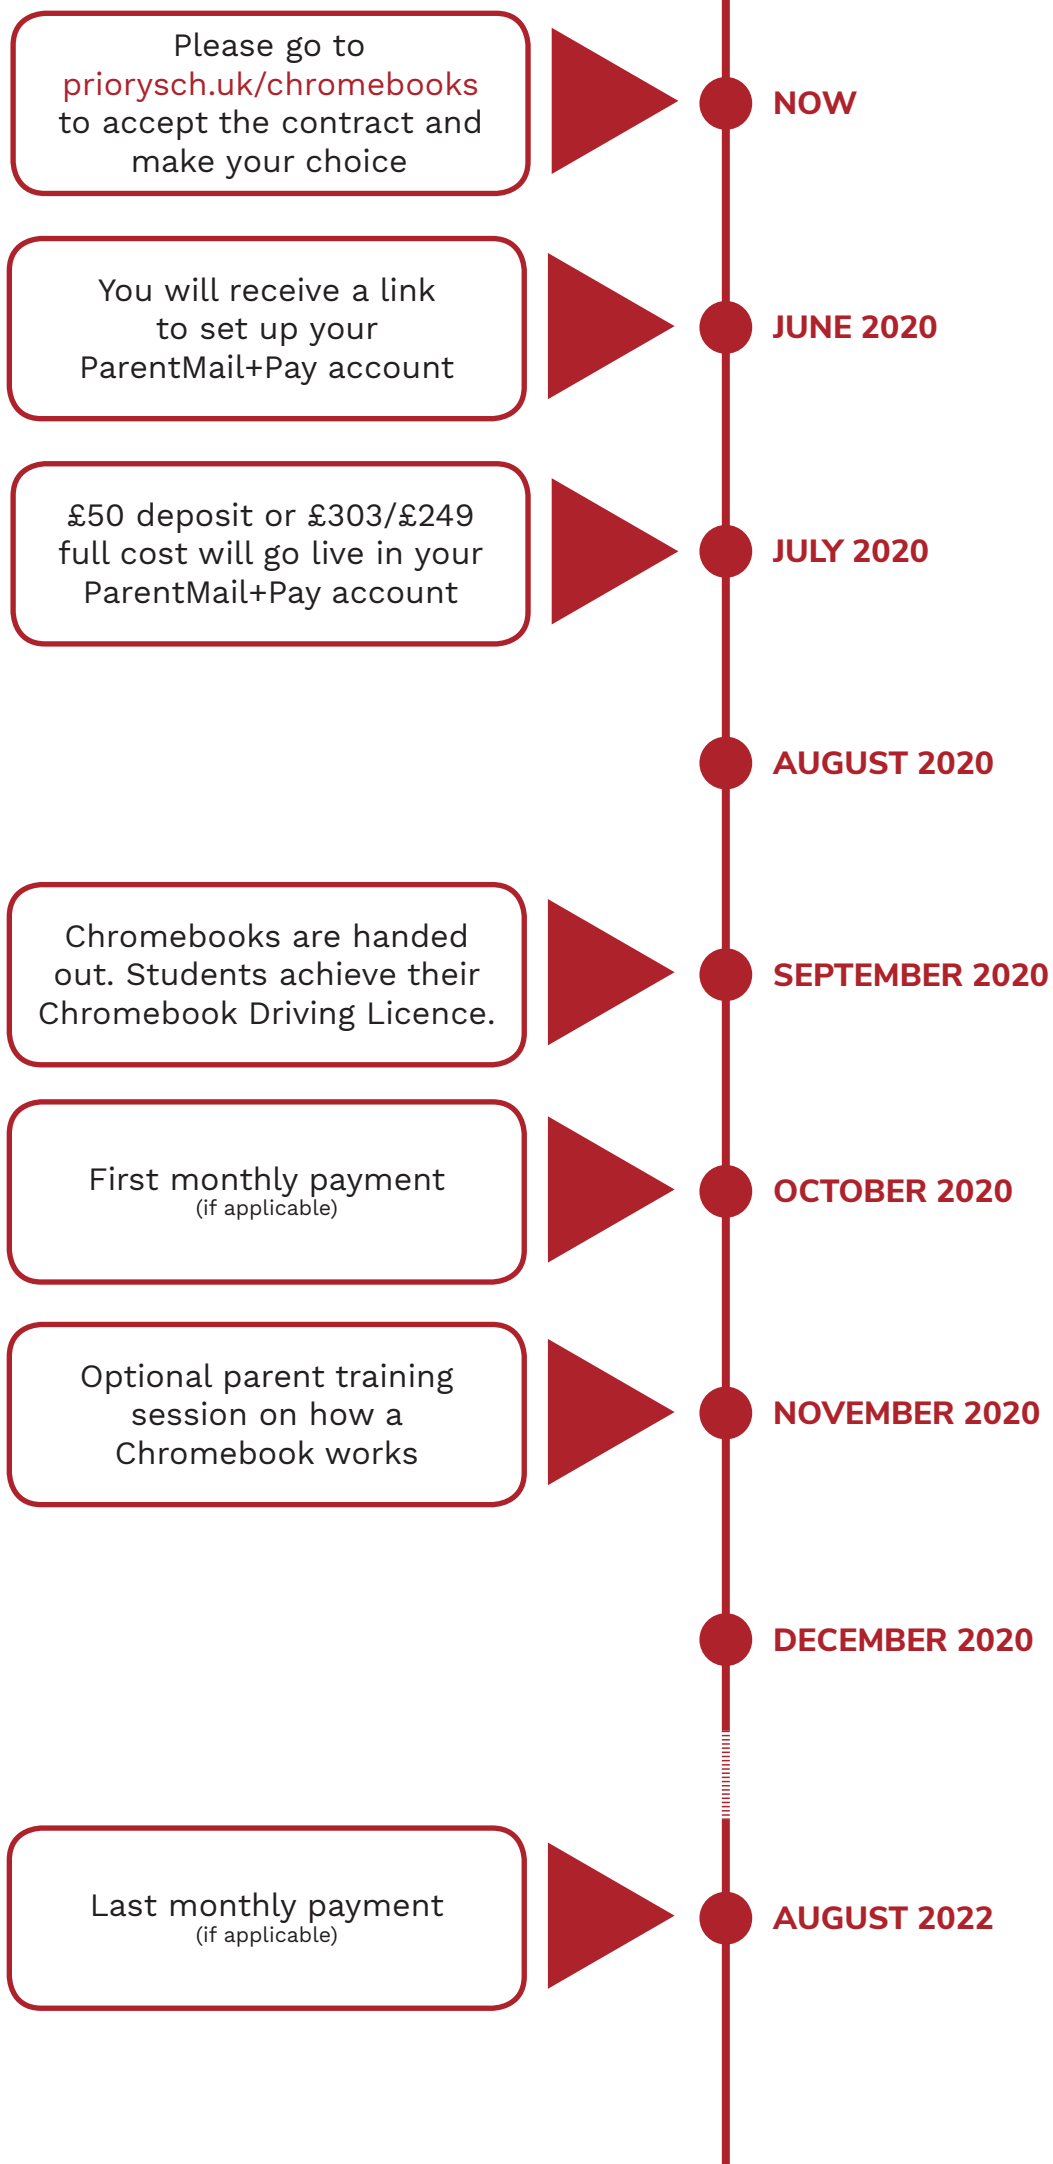 Please go to
priorysch.uk/chromebooks
to accept the contract and
make your choice
NOW
You will receive a link
to set up your
ParentMail+Pay account
JUNE 2020
£50 deposit or £303/£249
full cost will go live in your
ParentMail+Pay account
JULY 2020
AUGUST 2020
Chromebooks are handed
out. Students achieve their
Chromebook Driving Licence.
SEPTEMBER 2020
First monthly payment
(if applicable)
OCTOBER 2020
Optional parent training
session on how a
Chromebook works
NOVEMBER 2020
DECEMBER 2020
Last monthly payment
(if applicable)
AUGUST 2022